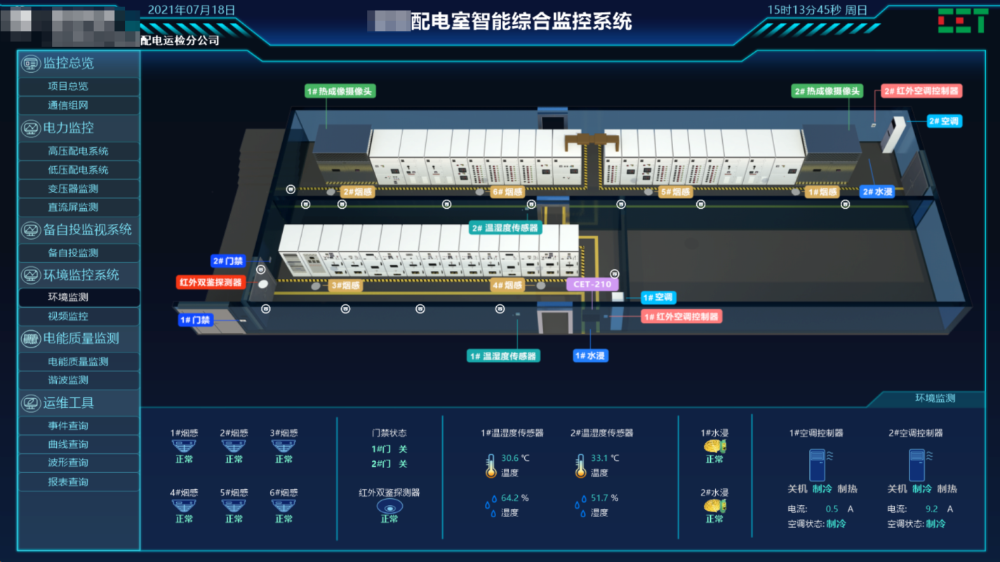 2021年07月18日
配电室智能综合监控系统
15时13分45秒 周日
CET
配电运检分公司
监控总览
项目总览
通信组网
电力监控
高压配电系统
低压配电系统
变压器监测
直流屏监测
备自投监视系统
备自投监测
环境监控系统
环境监测
视频监控
电能质量监测
电能质量监测
谐波监测
运维工具
事件查询
曲线查询
波形查询
报表查询
1#热成像摄像头
2#热成像摄像头
2#红外空调控制器
2#空调
2#烟感
6#烟感
5#烟感
1#烟感
2#水浸
2#温湿度传感器
2#门禁
红外双鉴探测器
3#烟感
4#烟感
CET-210
1#空调
1#门禁
1#红外空调控制器
1#温湿度传感器
1#水浸
环境监测
1#烟感 2#烟感 3#烟感
正常 正常 正常
4#烟感 5#烟感 6#烟感
正常 正常 正常
门禁状态
1#门 关
2#门 关
红外双鉴探测器
正常
1#温湿度传感器 2#温湿度传感器
30.6 ℃ 33.1 ℃
温度 温度
64.2 % 51.7 %
湿度 湿度
1#水浸
正常
2#水浸
正常
1#空调控制器 2#空调控制器
关机 制冷 制热 关机 制冷 制热
电流: 0.5 A 电流: 9.2 A
空调状态:制冷 空调状态:制冷